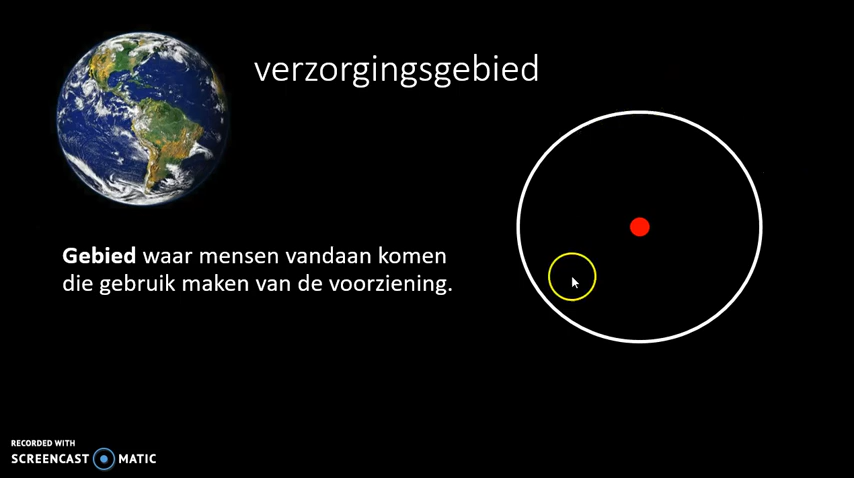 verzorgingsgebied
Gebied waar mensen vandaan komen
die gebruik maken van de voorziening.
RECORDED WITH
SCREENCAST MATIC